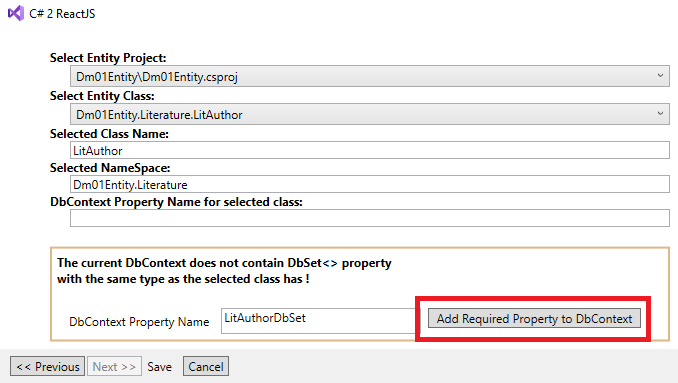 C# 2 ReactJS
Select Entity Project:
Dm01Entity\Dm01Entity.csproj
Select Entity Class:
Dm01Entity.Literature.LitAuthor
Selected Class Name:
LitAuthor
Selected NameSpace:
Dm01Entity.Literature
DbContext Property Name for selected class:
The current DbContext does not contain DbSet<> property
with the same type as the selected class has !
DbContext Property Name LitAuthorDbSet Add Required Property to DbContext
<< Previous Next >> Save Cancel